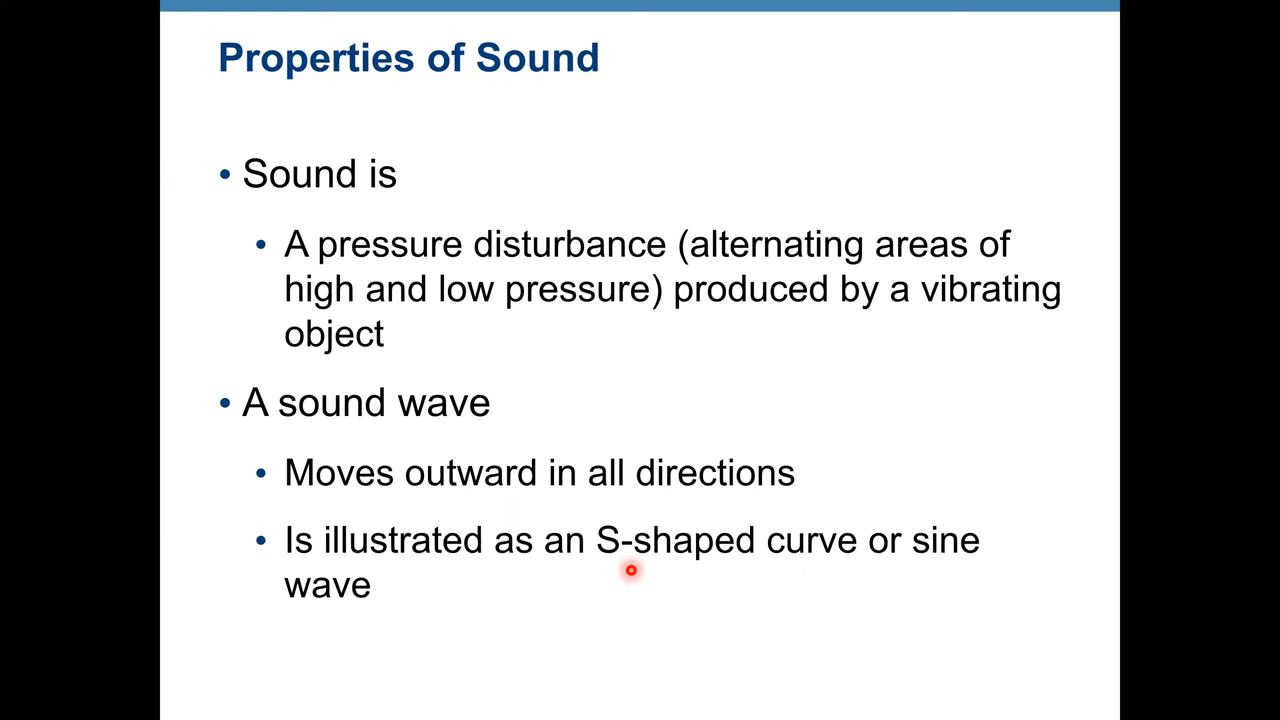 Properties of Sound
• Sound is
• A pressure disturbance (alternating areas of
high and low pressure) produced by a vibrating
object
• A sound wave
• Moves outward in all directions
• Is illustrated as an S-shaped curve or sine
wave